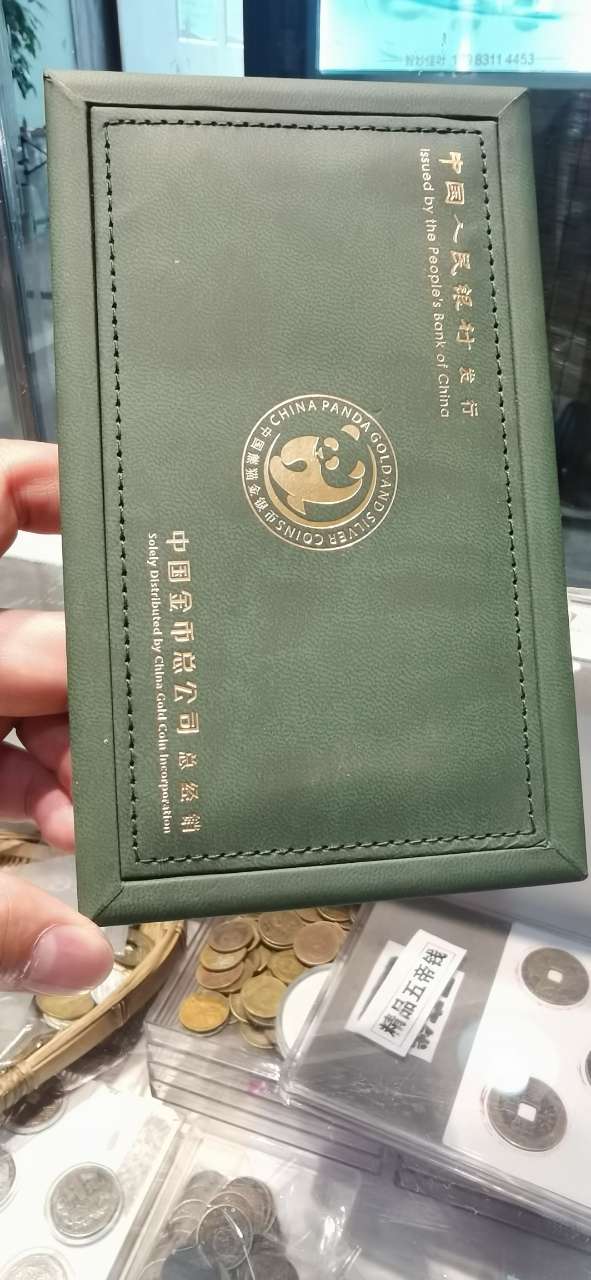 中国人民银行 发行
Issued by the People's Bank of China
CHINA PANDA GOLD AND SILVER COINS
中国熊猫金银币
中国金币总公司 总经销
Solely Distributed by China Gold Coin Incorporation
精品五帝钱